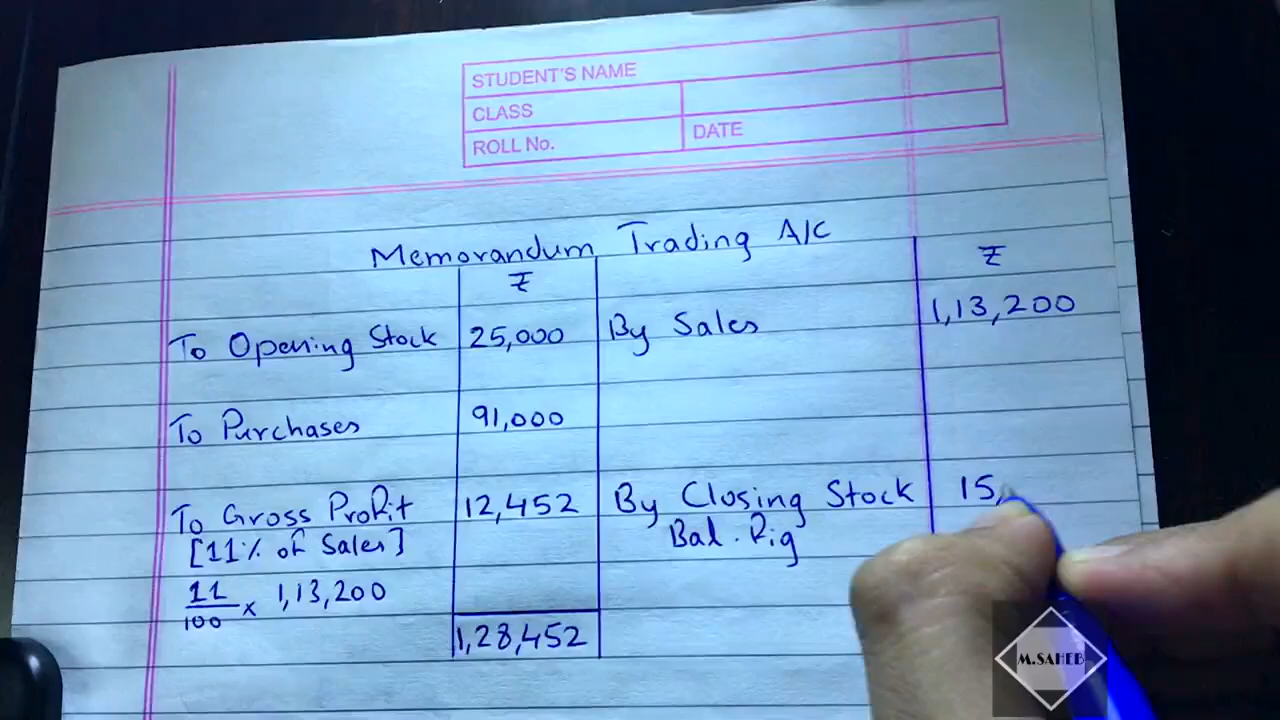 STUDENT'S NAME
CLASS
ROLL No.
DATE
Memorandum Trading A/C
₹ ₹
To Opening Stock 25,000 By Sales 1,13,200
To Purchases 91,000
To Gross Profit 12,452 By Closing Stock 15,
[11% of Sales] Bal. Fig
11/100 x 1,13,200
1,28,452
M.SAHEB